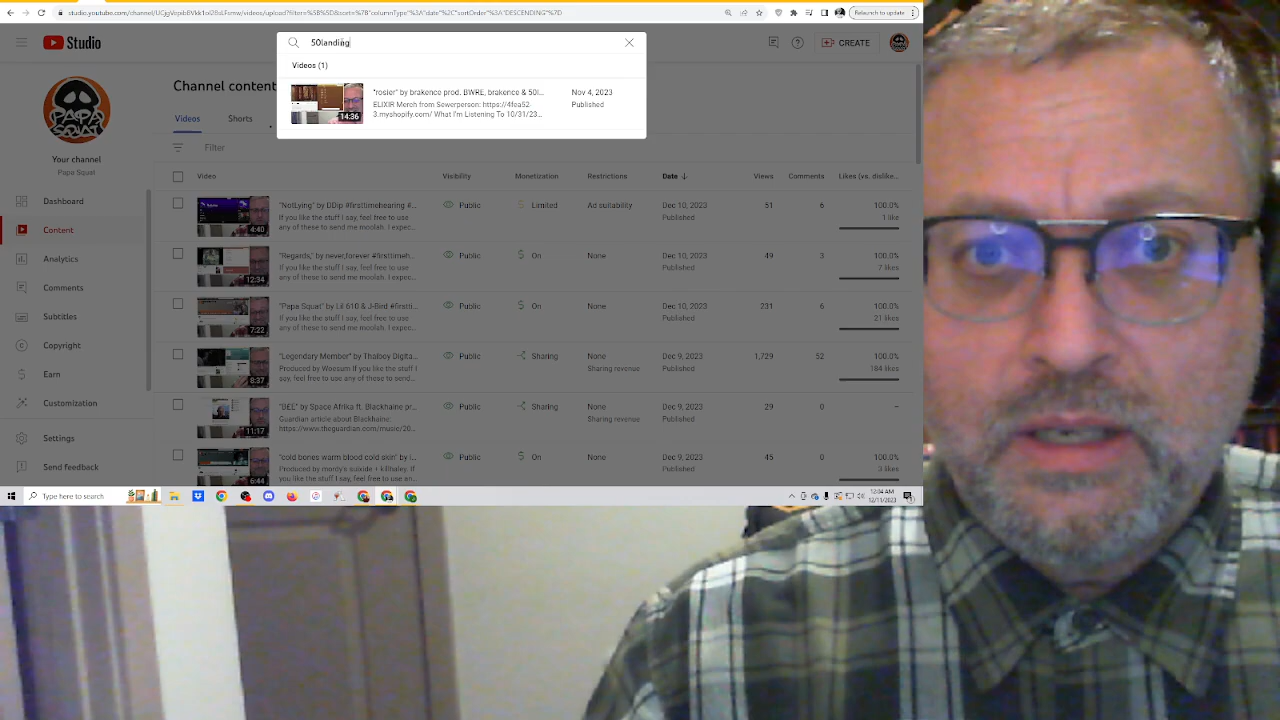 Relaunch to update
Studio
50landing
CREATE
Videos (1)
"rosier" by brakence prod. BWRE, brakence & 50l...
Nov 4, 2023
ELIXIR Merch from Sewerperson: https://4fea52-
Published
3.myshopify.com/ What I'm Listening To 10/31/23...
14:36
Channel content
Videos
Shorts
Filter
PAPA
SQUAT
Your channel
Papa Squat
Dashboard
Content
Analytics
Comments
Subtitles
Copyright
Earn
Customization
Settings
Send feedback
Video
Visibility
Monetization
Restrictions
Date
Views
Comments
Likes (vs. dislike...
"NotLying" by DDip #firsttimehearing #...
If you like the stuff I say, feel free to use
any of these to send me moolah. I expec...
4:40
Public
Limited
Ad suitability
Dec 10, 2023
Published
51
6
100.0%
1 like
"Regards," by never,forever #firsttimeh...
If you like the stuff I say, feel free to use
any of these to send me moolah. I expec...
12:34
Public
On
None
Dec 10, 2023
Published
49
3
100.0%
7 likes
"Papa Squat" by Lil 610 & J-Bird #firstti...
If you like the stuff I say, feel free to use
any of these to send me moolah. I expec...
7:22
Public
On
None
Dec 10, 2023
Published
231
6
100.0%
21 likes
"Legendary Member" by Thaiboy Digita...
Produced by Woesum If you like the stuff I
say, feel free to use any of these to send...
8:37
Public
Sharing
None
Sharing revenue
Dec 9, 2023
Published
1,729
52
100.0%
184 likes
"BEE" by Space Afrika ft. Blackhaine pr...
Guardian article about Blackhaine:
https://www.theguardian.com/music/20...
11:17
Public
Sharing
None
Sharing revenue
Dec 9, 2023
Published
29
0
–
"cold bones warm blood cold skin" by i...
Produced by mordy's suicide + killhaley. If
you like the stuff I say, feel free to use...
6:44
Public
On
None
Dec 9, 2023
Published
45
0
100.0%
3 likes
Type here to search
12:04 AM
12/11/2023